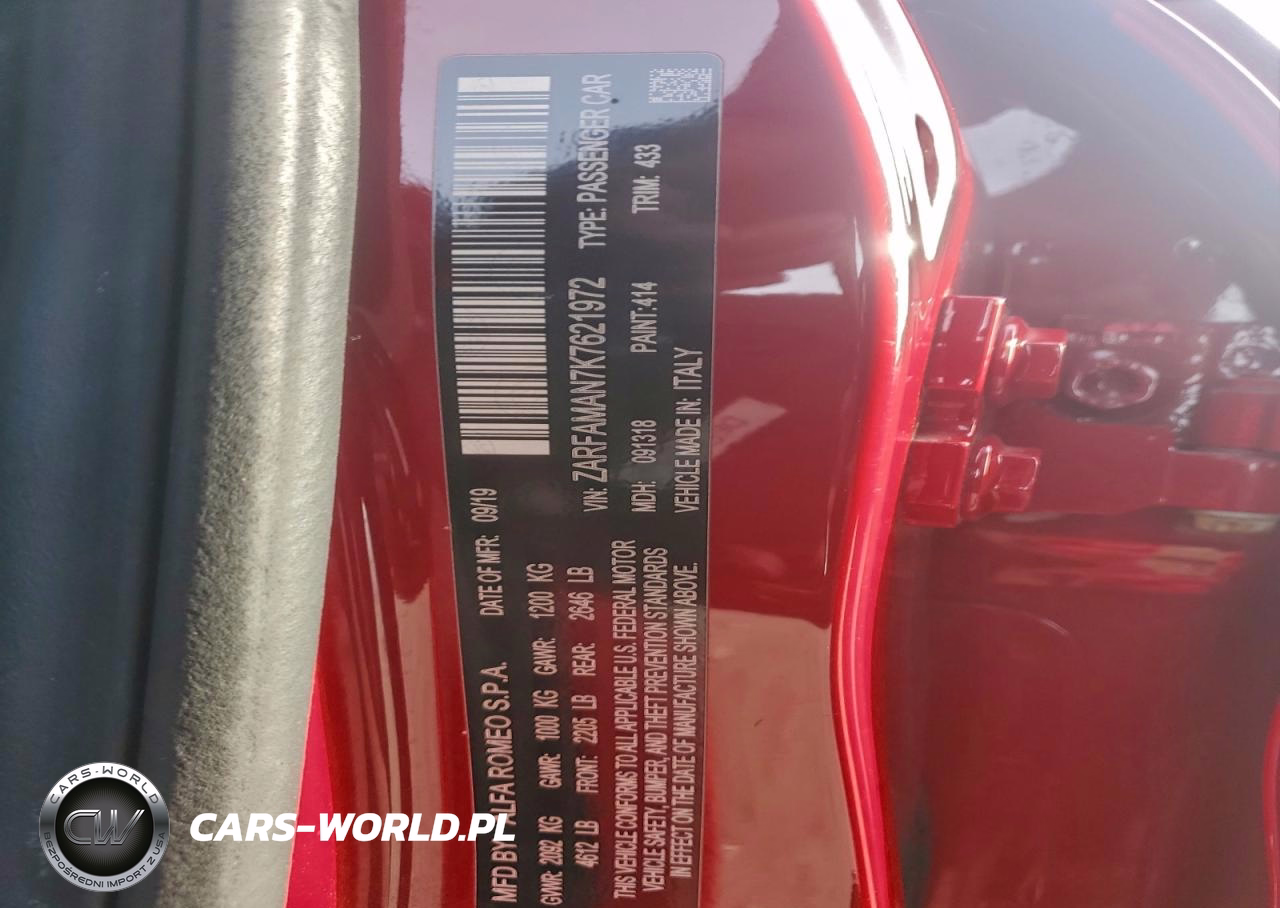 MFD BY: ALFA ROMEO S.P.A.
DATE OF MFR: 09/19
GVWR: 2092 KG GAWR: 1000 KG GAWR: 1200 KG
4612 LB FRONT: 2205 LB REAR: 2646 LB
THIS VEHICLE CONFORMS TO ALL APPLICABLE U.S. FEDERAL MOTOR
VEHICLE SAFETY, BUMPER, AND THEFT PREVENTION STANDARDS
IN EFFECT ON THE DATE OF MANUFACTURE SHOWN ABOVE.
VIN: ZARFAMAN7K7621972 TYPE: PASSENGER CAR
MDH: 091318 PAINT:414 TRIM: 433
VEHICLE MADE IN: ITALY
CARS-WORLD
CW
BEZPOŚREDNI IMPORT Z USA
CARS-WORLD.PL